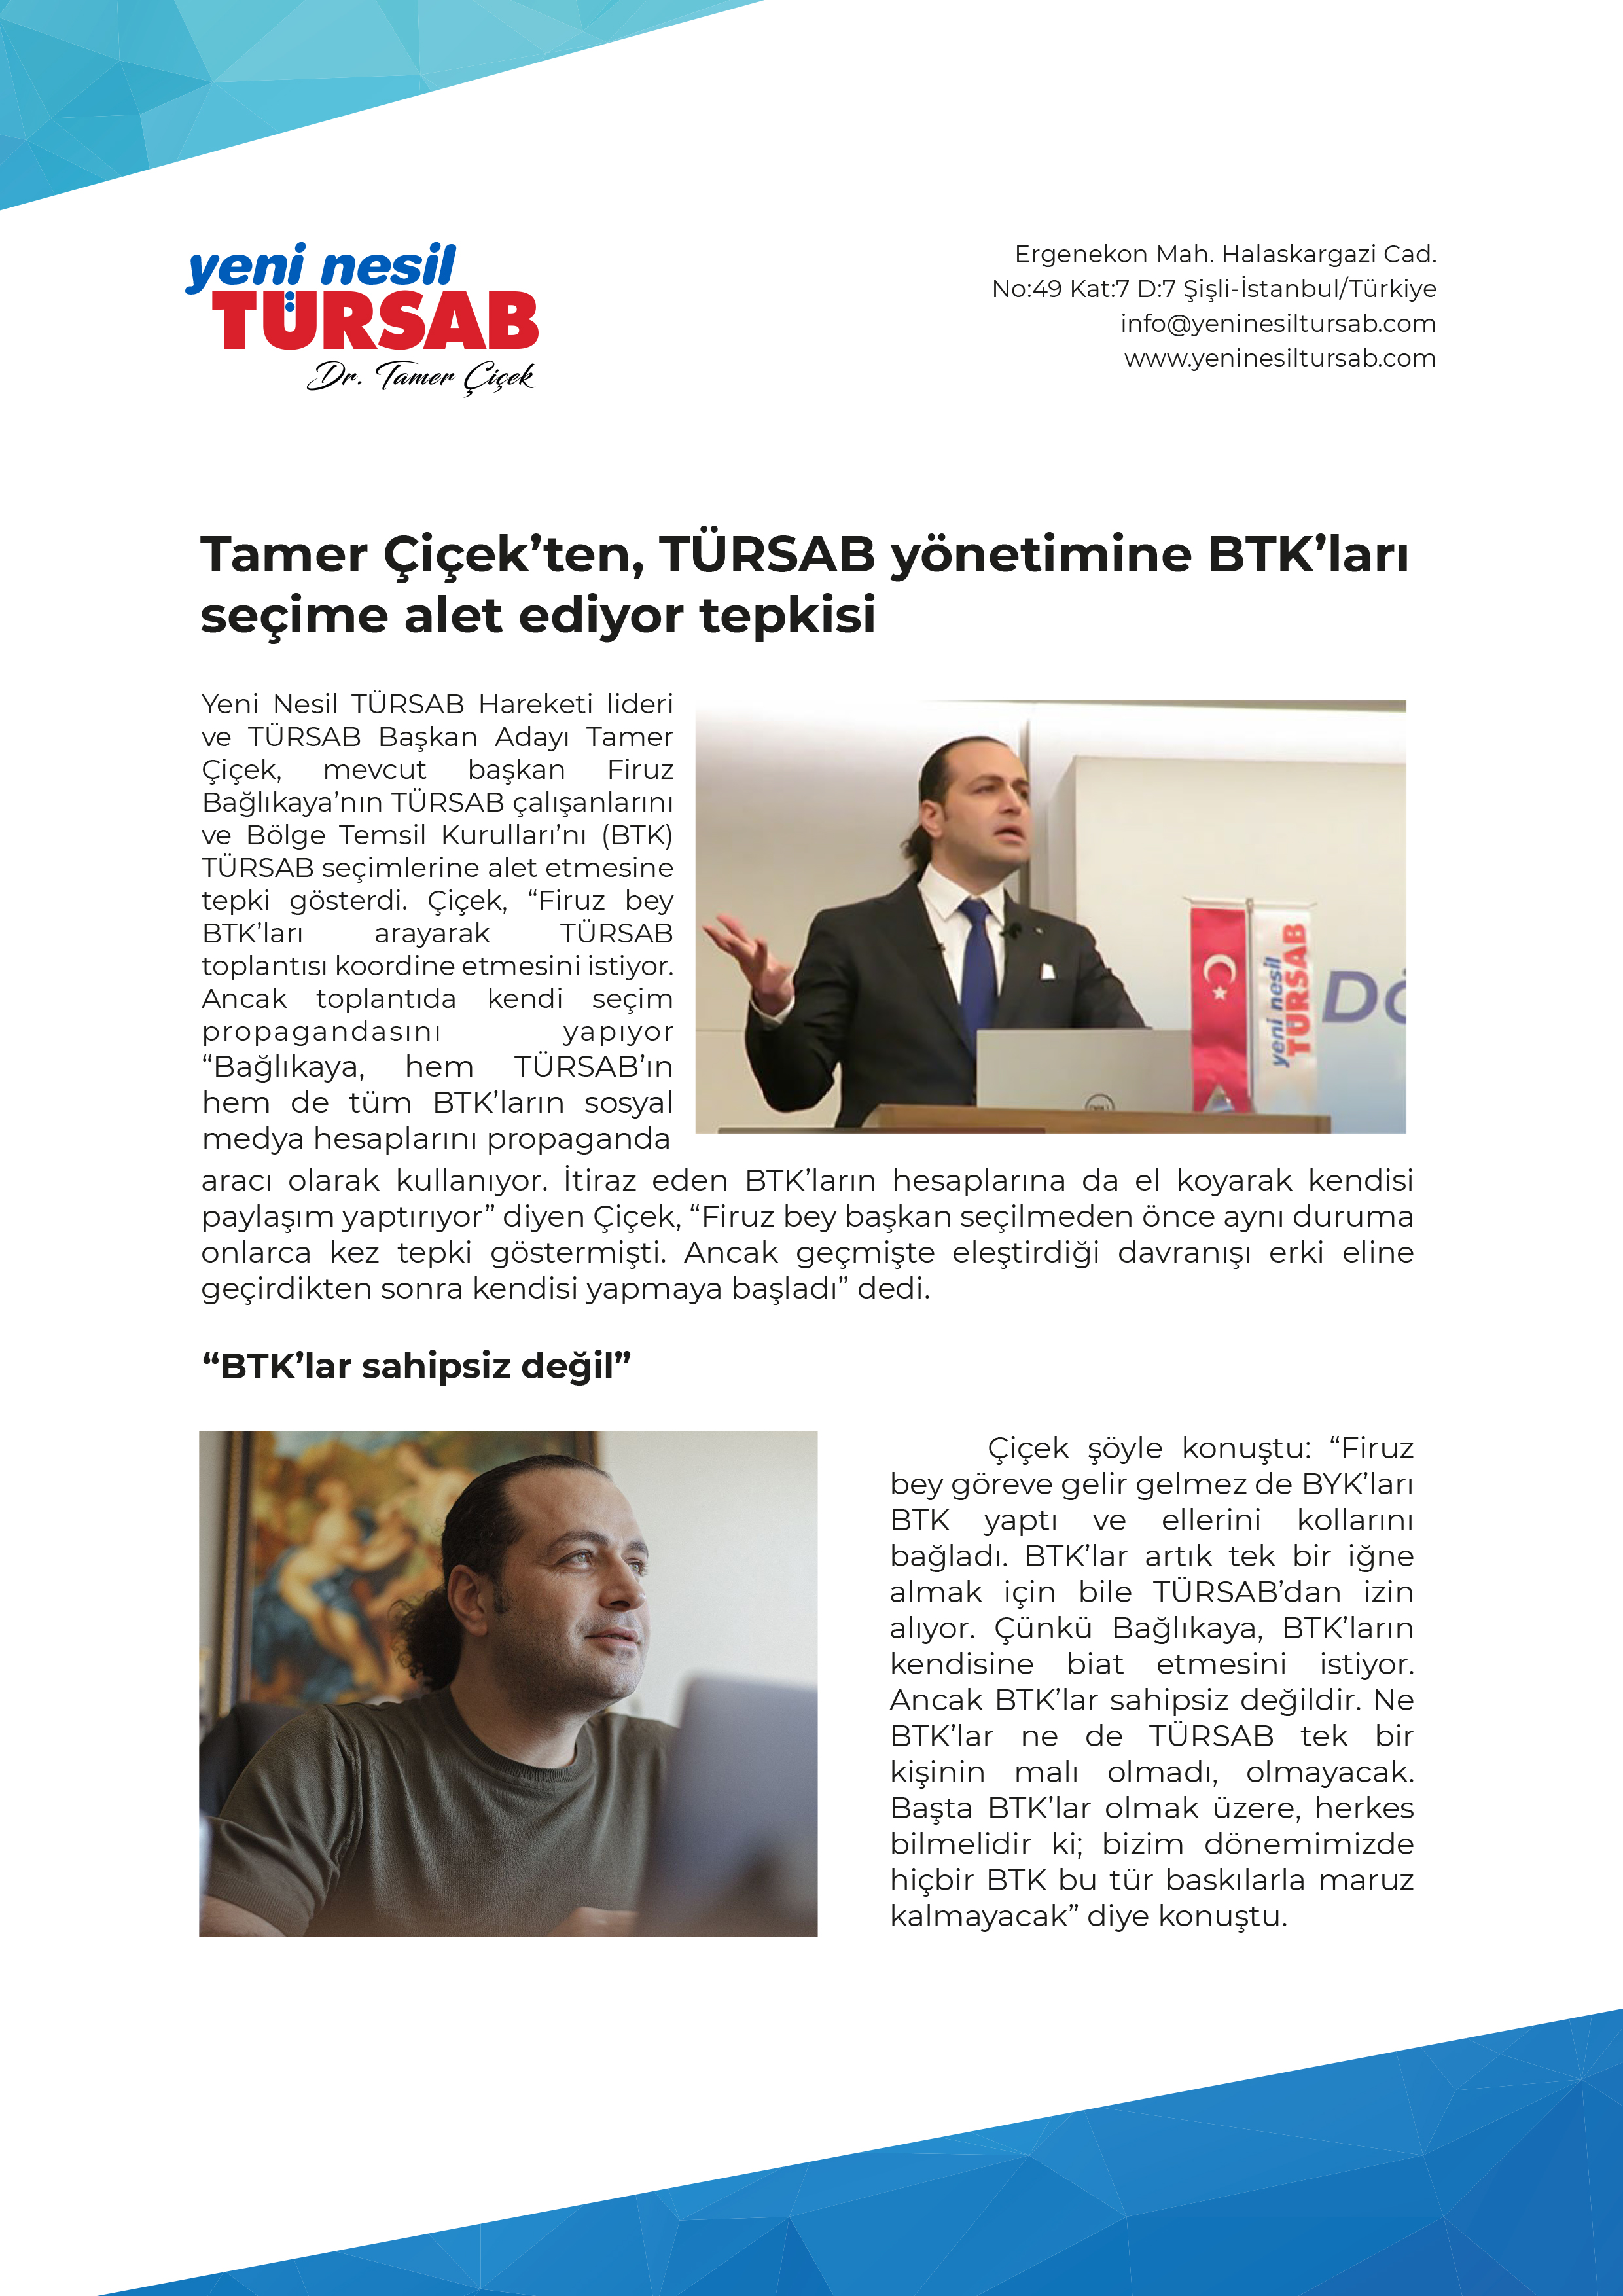 yeni nesil
TÜRSAB
Dr. Tamer Çiçek
Ergenekon Mah. Halaskargazi Cad.
No:49 Kat:7 D:7 Şişli-İstanbul/Türkiye
info@yeninesiltursab.com
www.yeninesiltursab.com
Tamer Çiçek’ten, TÜRSAB yönetimine BTK’ları
seçime alet ediyor tepkisi
Yeni Nesil TÜRSAB Hareketi lideri
ve TÜRSAB Başkan Adayı Tamer
Çiçek, mevcut başkan Firuz
Bağlıkaya’nın TÜRSAB çalışanlarını
ve Bölge Temsil Kurulları’nı (BTK)
TÜRSAB seçimlerine alet etmesine
tepki gösterdi. Çiçek, “Firuz bey
BTK’ları arayarak TÜRSAB
toplantısı koordine etmesini istiyor.
Ancak toplantıda kendi seçim
propagandasını yapıyor
“Bağlıkaya, hem TÜRSAB’ın
hem de tüm BTK’ların sosyal
medya hesaplarını propaganda
yeni nesil
TÜRSAB
Dö
DELL
aracı olarak kullanıyor. İtiraz eden BTK’ların hesaplarına da el koyarak kendisi
paylaşım yaptırıyor” diyen Çiçek, “Firuz bey başkan seçilmeden önce aynı duruma
onlarca kez tepki göstermişti. Ancak geçmişte eleştirdiği davranışı erki eline
geçirdikten sonra kendisi yapmaya başladı” dedi.
“BTK’lar sahipsiz değil”
Çiçek şöyle konuştu: “Firuz
bey göreve gelir gelmez de BYK’ları
BTK yaptı ve ellerini kollarını
bağladı. BTK’lar artık tek bir iğne
almak için bile TÜRSAB’dan izin
alıyor. Çünkü Bağlıkaya, BTK’ların
kendisine biat etmesini istiyor.
Ancak BTK’lar sahipsiz değildir. Ne
BTK’lar ne de TÜRSAB tek bir
kişinin malı olmadı, olmayacak.
Başta BTK’lar olmak üzere, herkes
bilmelidir ki; bizim dönemimizde
hiçbir BTK bu tür baskılarla maruz
kalmayacak” diye konuştu.